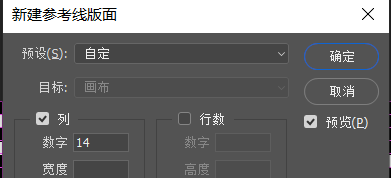 新建参考线版面
预设(S): 自定 确定
目标: 画布 取消
列 行数 预览(P)
数字 14 数字
宽度 高度